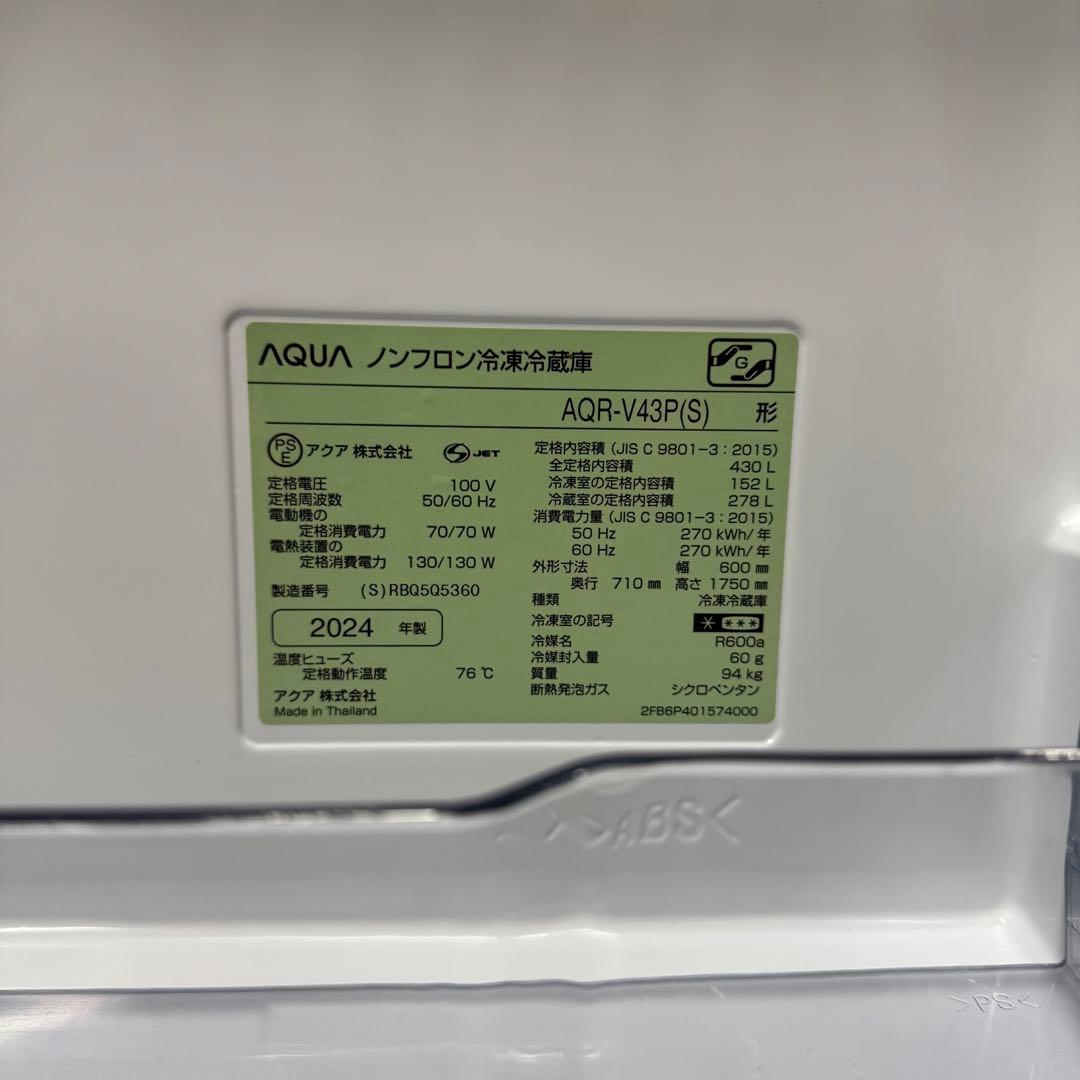 AQUA ノンフロン冷凍冷蔵庫
G
AQR-V43P(S) 形
PSE アクア 株式会社 S JET
定格電圧 100 V
定格周波数 50/60 Hz
電動機の
定格消費電力 70/70 W
電熱装置の
定格消費電力 130/130 W
製造番号 (S)RBQ5Q5360
2024 年製
温度ヒューズ
定格動作温度 76 ℃
アクア 株式会社
Made in Thailand
定格内容積 (JIS C 9801-3:2015)
全定格内容積 430 L
冷凍室の定格内容積 152 L
冷蔵室の定格内容積 278 L
消費電力量 (JIS C 9801-3:2015)
50 Hz 270 kWh/年
60 Hz 270 kWh/年
外形寸法 幅 600 mm
奥行 710 mm 高さ 1750 mm
種類 冷凍冷蔵庫
冷凍室の記号 * ***
冷媒名 R600a
冷媒封入量 60 g
質量 94 kg
断熱発泡ガス シクロペンタン
2FB6P401574000
>ABS<
>PS<